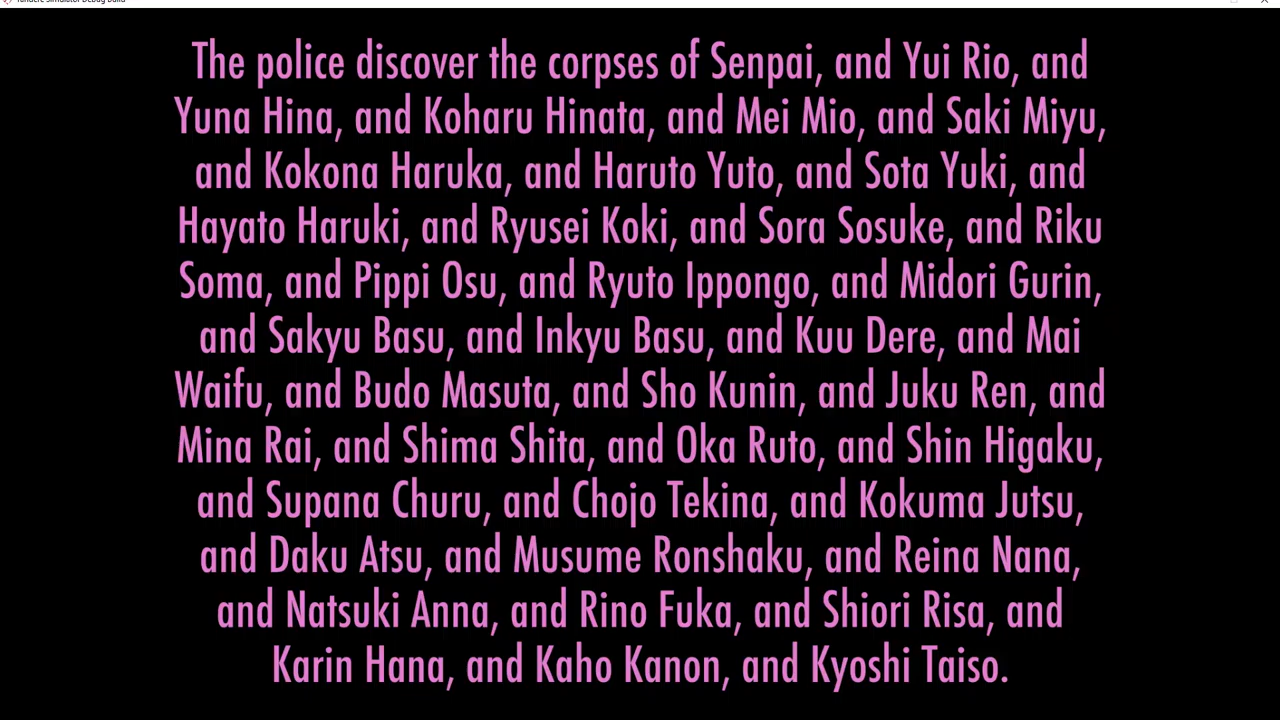 Yandere Simulator Debug Build
The police discover the corpses of Senpai, and Yui Rio, and
Yuna Hina, and Koharu Hinata, and Mei Mio, and Saki Miyu,
and Kokona Haruka, and Haruto Yuto, and Sota Yuki, and
Hayato Haruki, and Ryusei Koki, and Sora Sosuke, and Riku
Soma, and Pippi Osu, and Ryuto Ippongo, and Midori Gurin,
and Sakyu Basu, and Inkyu Basu, and Kuu Dere, and Mai
Waifu, and Budo Masuta, and Sho Kunin, and Juku Ren, and
Mina Rai, and Shima Shita, and Oka Ruto, and Shin Higaku,
and Supana Churu, and Chojo Tekina, and Kokuma Jutsu,
and Daku Atsu, and Musume Ronshaku, and Reina Nana,
and Natsuki Anna, and Rino Fuka, and Shiori Risa, and
Karin Hana, and Kaho Kanon, and Kyoshi Taiso.